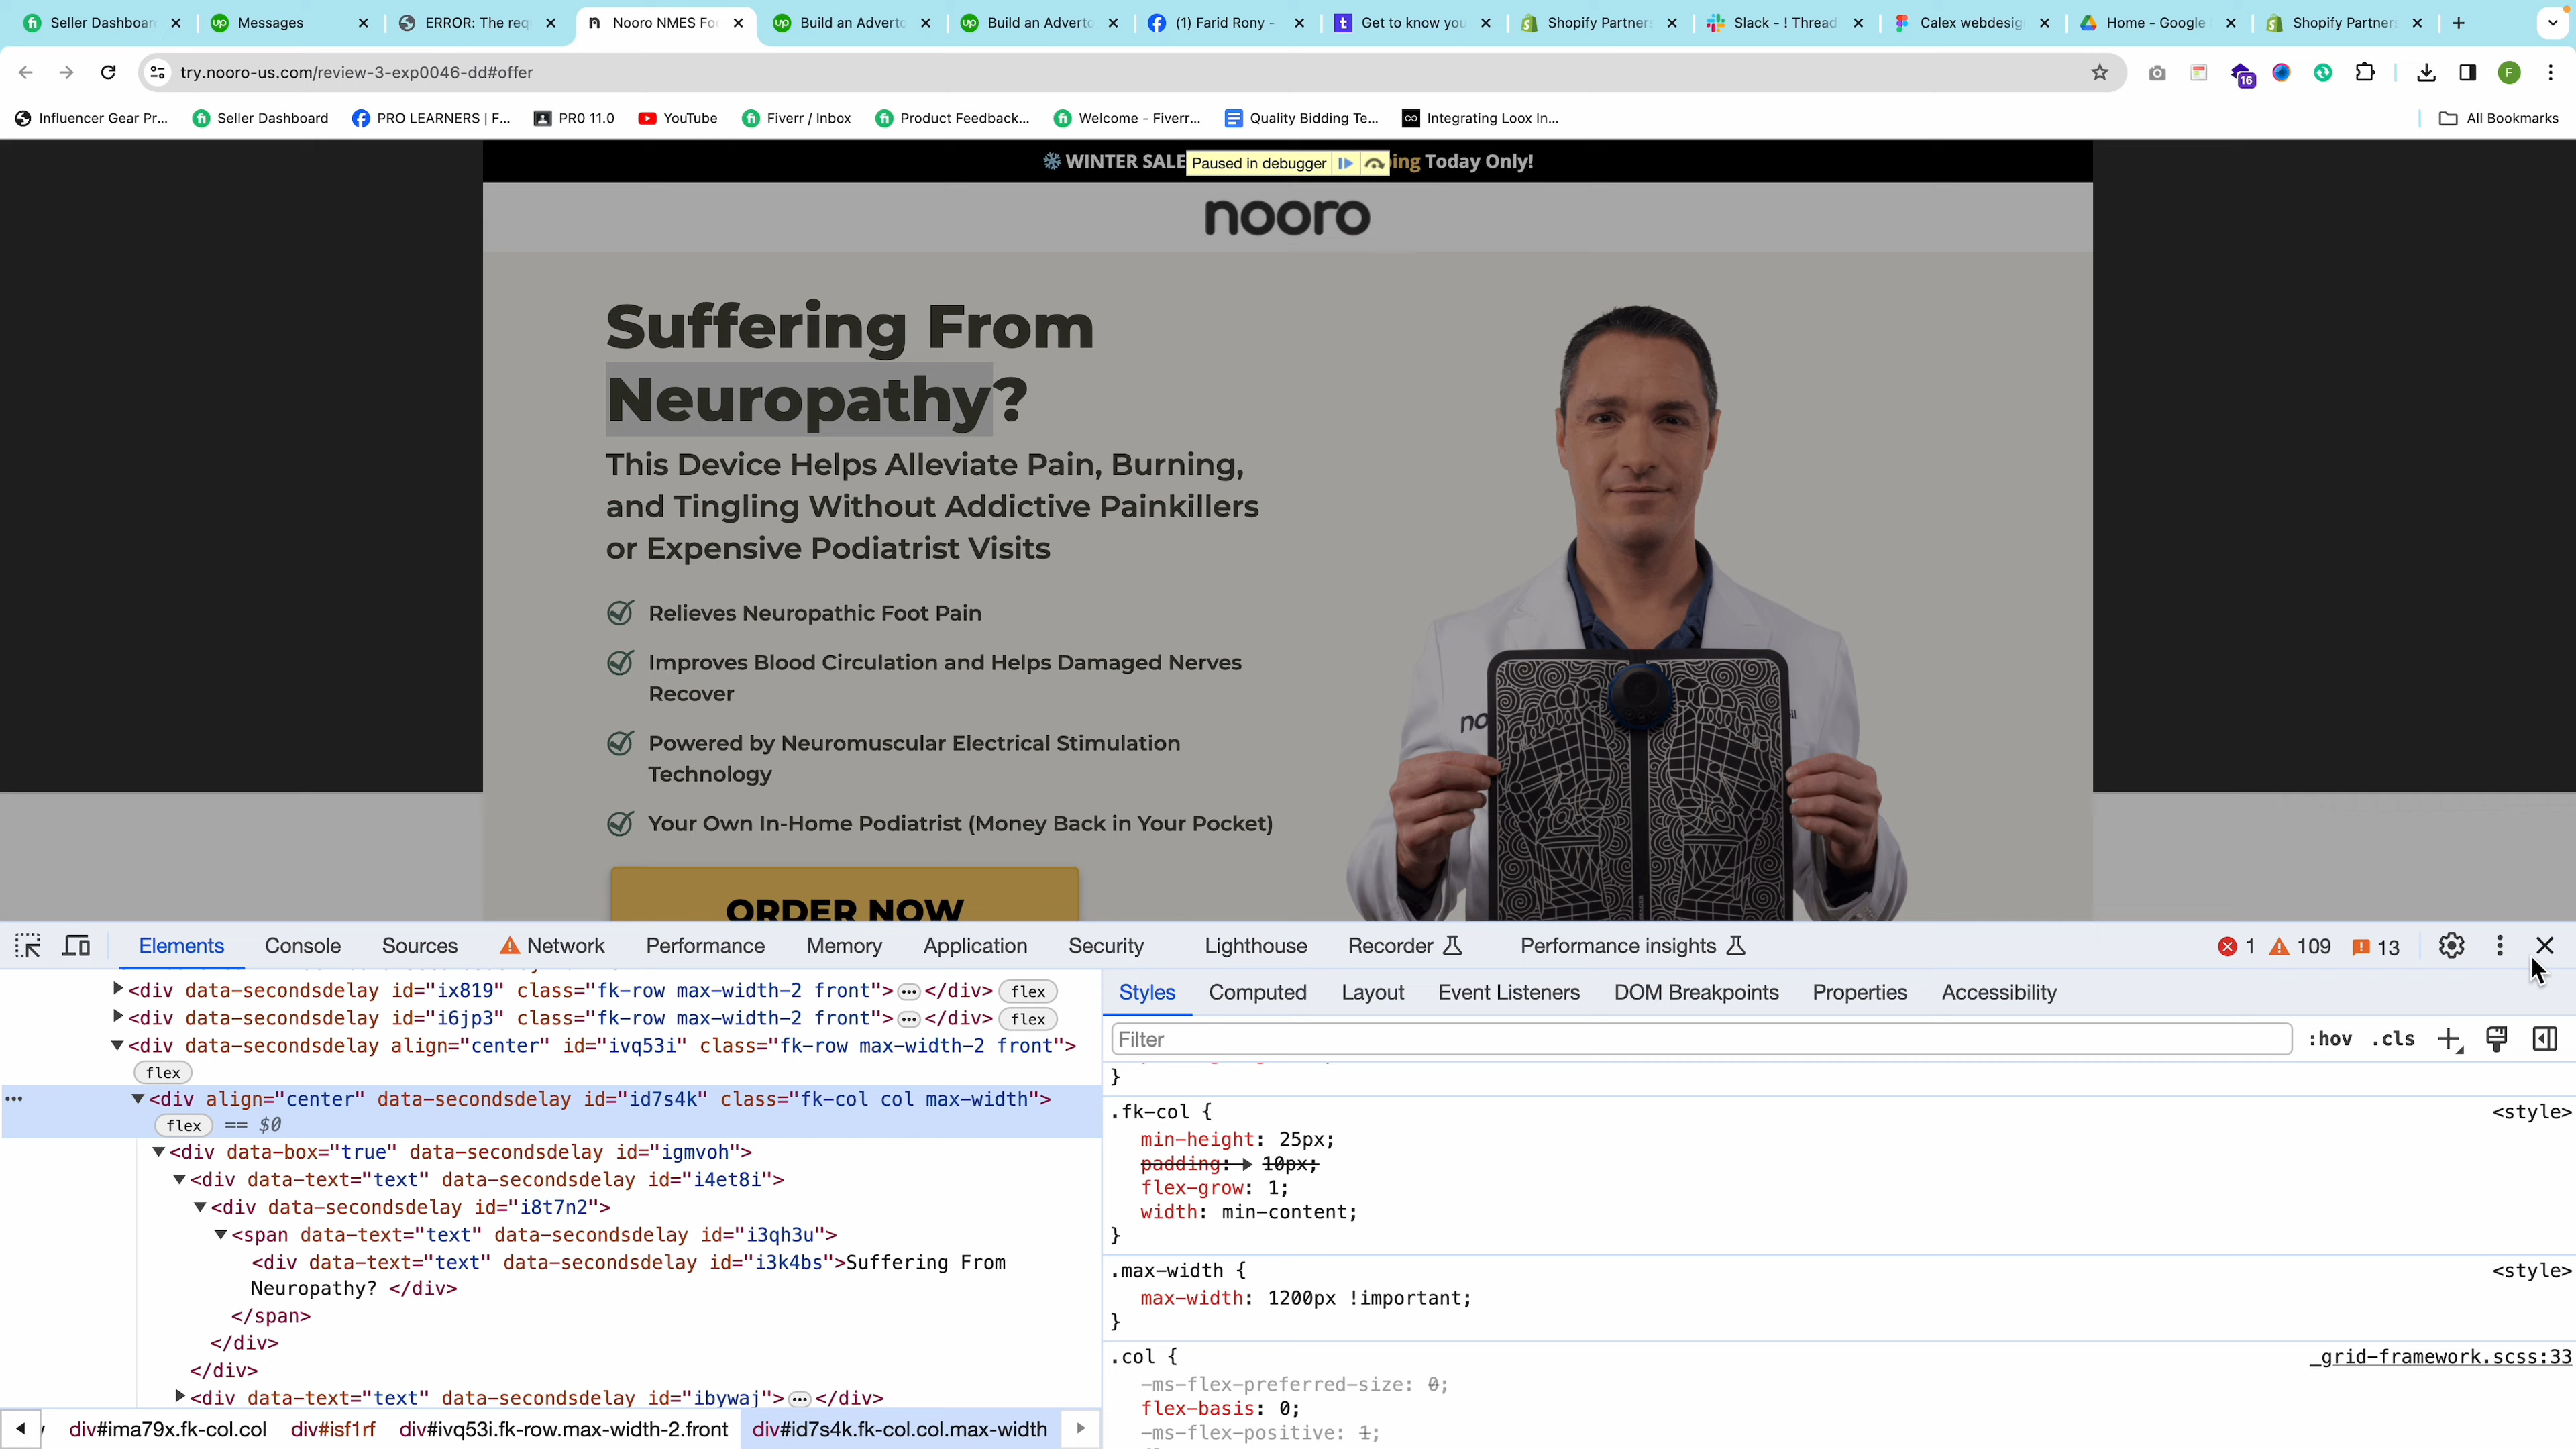 Seller Dashboar
Messages
ERROR: The req
Nooro NMES Fo
Build an Adverto
Build an Adverto
(1) Farid Rony -
Get to know you
Shopify Partner
Slack - ! Thread
Calex webdesig
Home - Google
Shopify Partner
try.nooro-us.com/review-3-exp0046-dd#offer
16
F
Influencer Gear Pr...
Seller Dashboard
PRO LEARNERS | F...
PR0 11.0
YouTube
Fiverr / Inbox
Product Feedback...
Welcome - Fiverr...
Quality Bidding Te...
Integrating Loox In...
All Bookmarks
WINTER SALE
Paused in debugger
ing Today Only!
nooro
Suffering From
Neuropathy?
This Device Helps Alleviate Pain, Burning,
and Tingling Without Addictive Painkillers
or Expensive Podiatrist Visits
Relieves Neuropathic Foot Pain
Improves Blood Circulation and Helps Damaged Nerves
Recover
Powered by Neuromuscular Electrical Stimulation
Technology
Your Own In-Home Podiatrist (Money Back in Your Pocket)
ORDER NOW
no
Elements
Console
Sources
Network
Performance
Memory
Application
Security
Lighthouse
Recorder
Performance insights
1
109
13
<div data-secondsdelay id="ix819" class="fk-row max-width-2 front">…</div> flex
<div data-secondsdelay id="i6jp3" class="fk-row max-width-2 front">…</div> flex
<div data-secondsdelay align="center" id="ivq53i" class="fk-row max-width-2 front">
flex
<div align="center" data-secondsdelay id="id7s4k" class="fk-col col max-width">
flex == $0
<div data-box="true" data-secondsdelay id="igmvoh">
<div data-text="text" data-secondsdelay id="i4et8i">
<div data-secondsdelay id="i8t7n2">
<span data-text="text" data-secondsdelay id="i3qh3u">
<div data-text="text" data-secondsdelay id="i3k4bs">Suffering From
Neuropathy? </div>
</span>
</div>
</div>
<div data-text="text" data-secondsdelay id="ibywaj">…</div>
div#ima79x.fk-col.col
div#isf1rf
div#ivq53i.fk-row.max-width-2.front
div#id7s4k.fk-col.col.max-width
Styles
Computed
Layout
Event Listeners
DOM Breakpoints
Properties
Accessibility
Filter
:hov
.cls
}
.fk-col {
<style>
min-height: 25px;
padding: 10px;
flex-grow: 1;
width: min-content;
}
.max-width {
<style>
max-width: 1200px !important;
}
.col {
_grid-framework.scss:33
-ms-flex-preferred-size: 0;
flex-basis: 0;
-ms-flex-positive: 1;